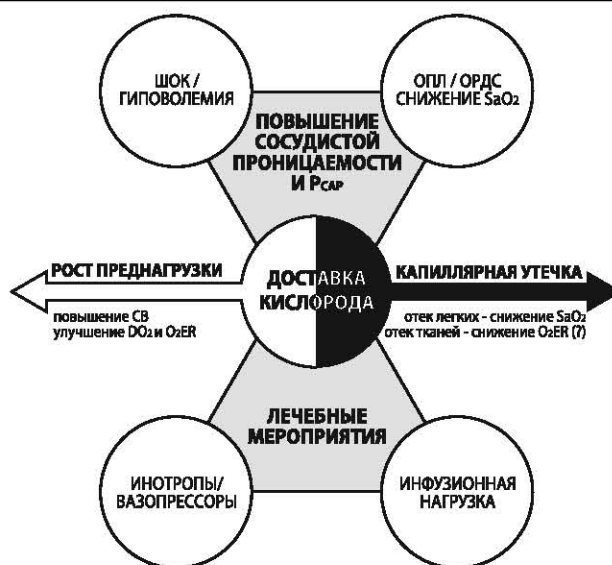 ШОК /
ГИПОВОЛЕМИЯ
ОПЛ / ОРДС
СНИЖЕНИЕ SaO₂
ПОВЫШЕНИЕ
СОСУДИСТОЙ
ПРОНИЦАЕМОСТИ
И PCAP
РОСТ ПРЕДНАГРУЗКИ
повышение СВ
улучшение DO₂ и O₂ER
ДОСТАВКА
КИСЛОРОДА
КАПИЛЛЯРНАЯ УТЕЧКА
отек легких - снижение SaO₂
отек тканей - снижение O₂ER (?)
ЛЕЧЕБНЫЕ
МЕРОПРИЯТИЯ
ИНОТРОПЫ/
ВАЗОПРЕССОРЫ
ИНФУЗИОННАЯ
НАГРУЗКА